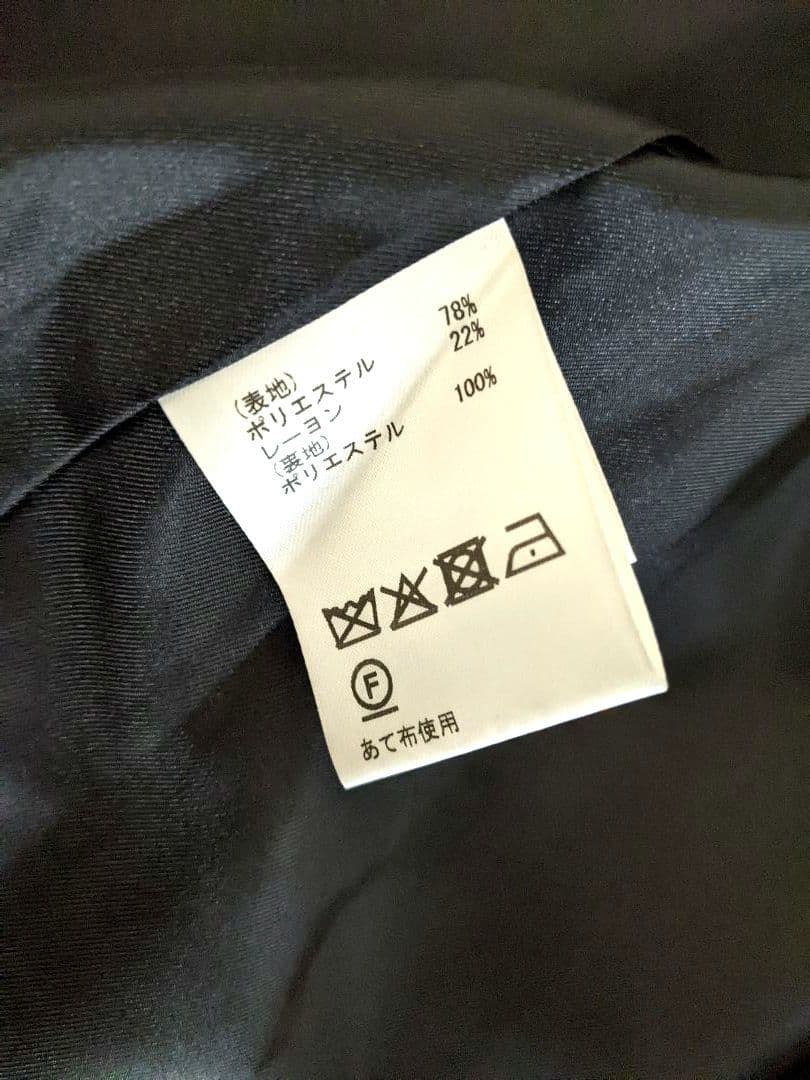 (表地)
ポリエステル 78%
レーヨン 22%
(裏地)
ポリエステル 100%
F
あて布使用